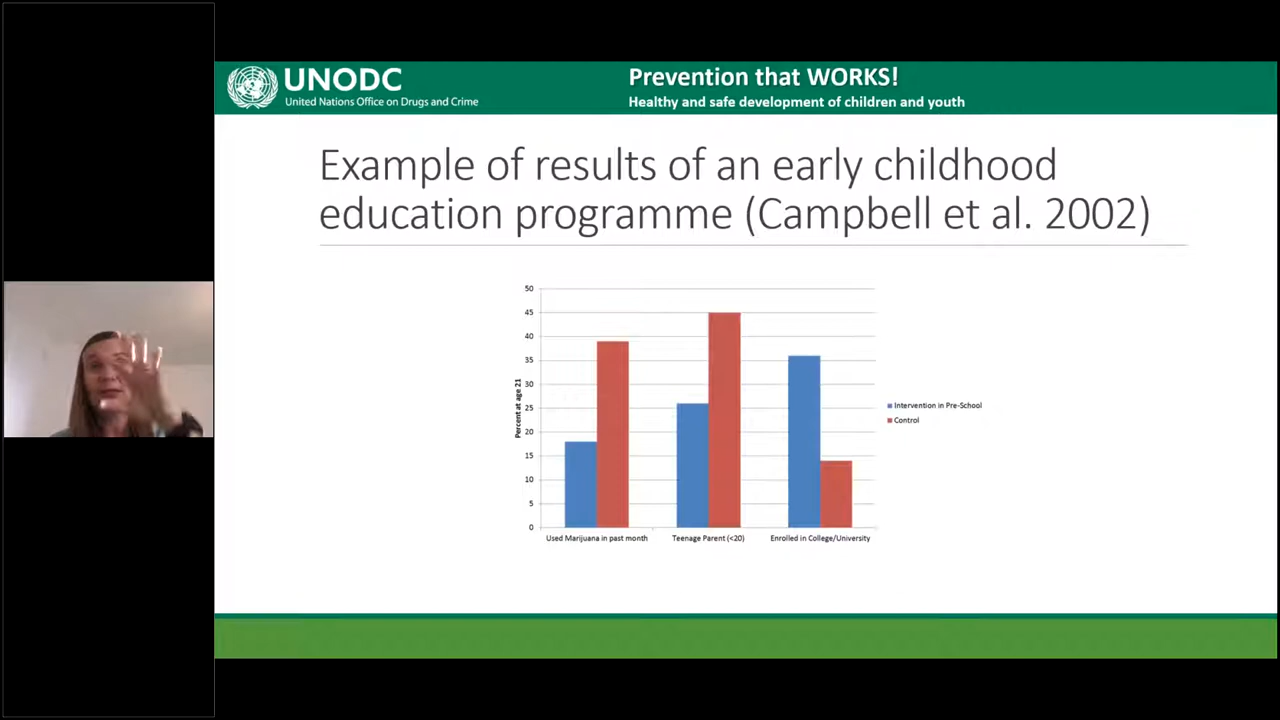 UNODC
United Nations Office on Drugs and Crime
Prevention that WORKS!
Healthy and safe development of children and youth
Example of results of an early childhood
education programme (Campbell et al. 2002)
Percent at age 21
50
45
40
35
30
25
20
15
10
5
0
Used Marijuana in past month
Teenage Parent (<20)
Enrolled in College/University
Intervention in Pre-School
Control